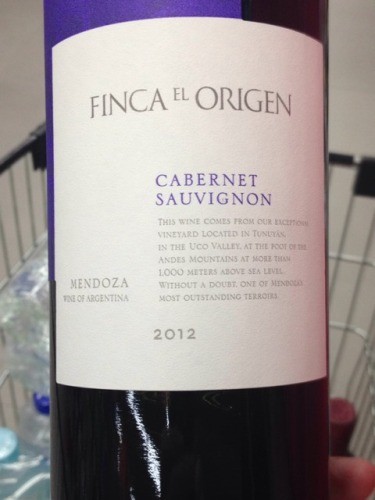 FINCA EL ORIGEN
CABERNET
SAUVIGNON
THIS WINE COMES FROM OUR EXCEPTIONAL
VINEYARD LOCATED IN TUNUYÁN,
IN THE UCO VALLEY, AT THE FOOT OF THE
ANDES MOUNTAINS AT MORE THAN
1,000 METERS ABOVE SEA LEVEL.
WITHOUT A DOUBT, ONE OF MENDOZA'S
MOST OUTSTANDING TERROIRS.
MENDOZA
WINE OF ARGENTINA
2012